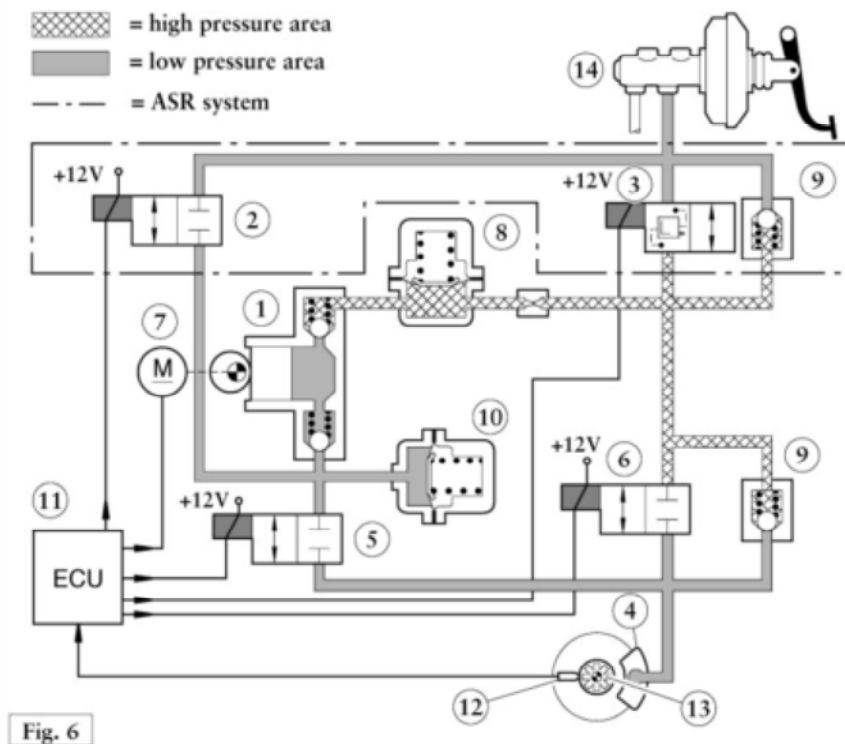 = high pressure area
= low pressure area
= ASR system
14
+12V
2
+12V
3
9
8
7
1
M
10
+12V
6
9
11
+12V
5
ECU
4
12
13
Fig. 6